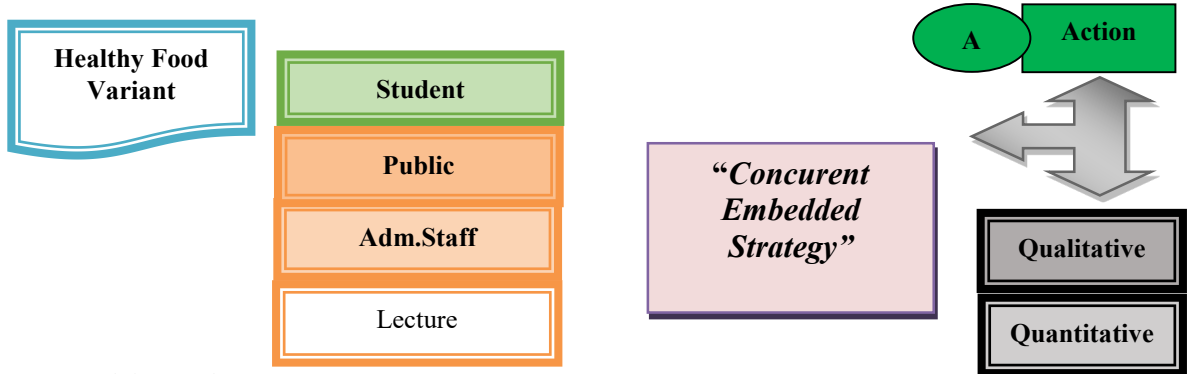 Healthy Food
Variant
Student
Public
Adm.Staff
Lecture
“Concurent
Embedded
Strategy”
A
Action
Qualitative
Quantitative